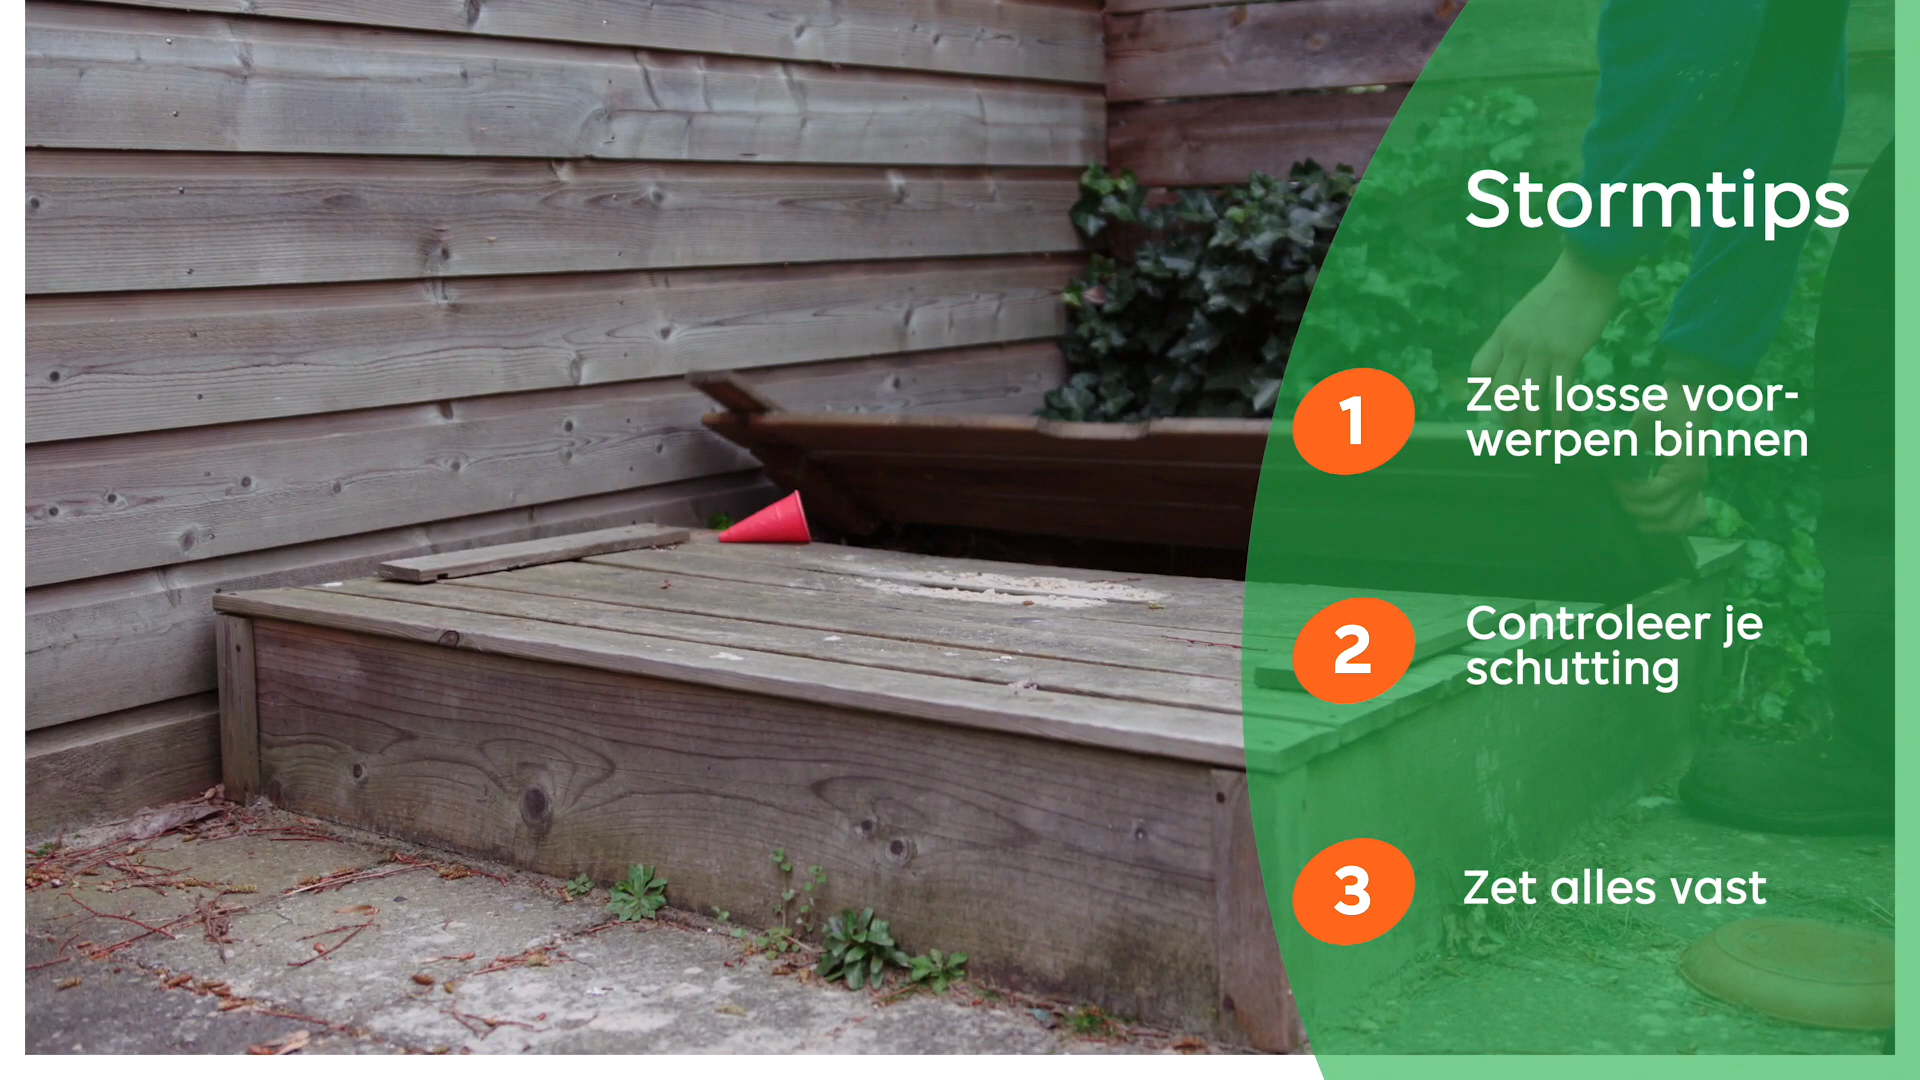 Stormtips
1
Zet losse voor-
werpen binnen
2
Controleer je
schutting
3
Zet alles vast